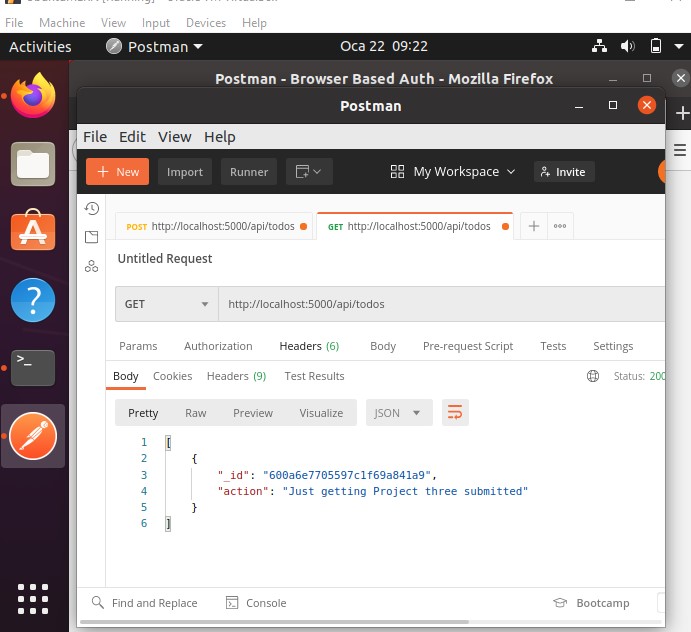 File Machine View Input Devices Help
Activities Postman Oca 22 09:22
Postman - Browser Based Auth - Mozilla Firefox
Postman
File Edit View Help
New Import Runner My Workspace Invite
POST http://localhost:5000/api/todos GET http://localhost:5000/api/todos
Untitled Request
GET http://localhost:5000/api/todos
Params Authorization Headers (6) Body Pre-request Script Tests Settings
Body Cookies Headers (9) Test Results Status: 200
Pretty Raw Preview Visualize JSON
1 [
2 {
3 "_id": "600a6e7705597c1f69a841a9",
4 "action": "Just getting Project three submitted"
5 }
6 ]
Find and Replace Console Bootcamp